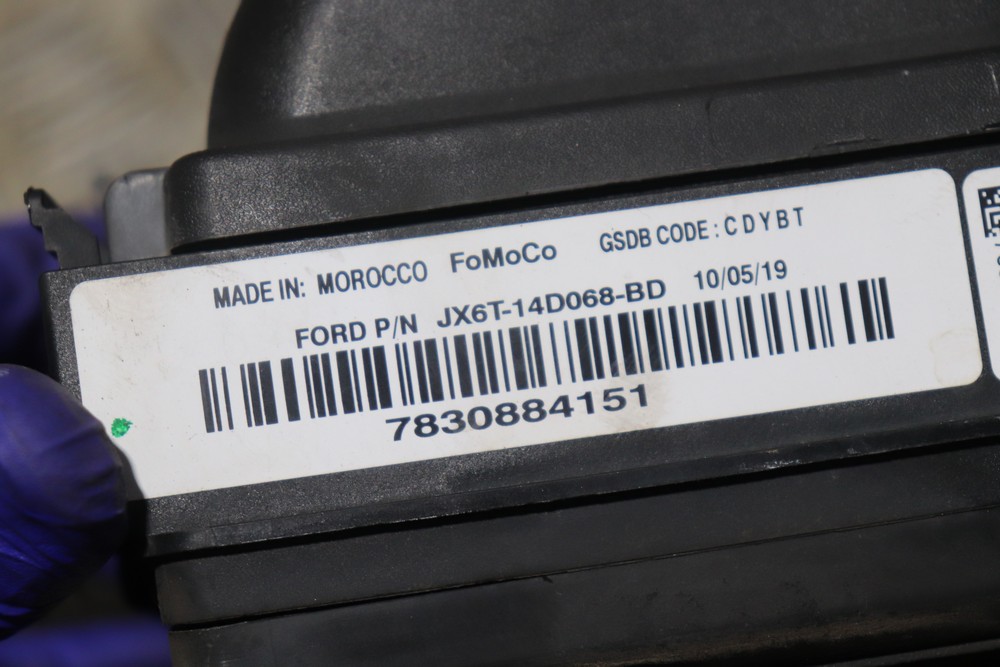 MADE IN: MOROCCO FoMoCo GSDB CODE: CDYBT
FORD P/N JX6T-14D068-BD 10/05/19
7830884151